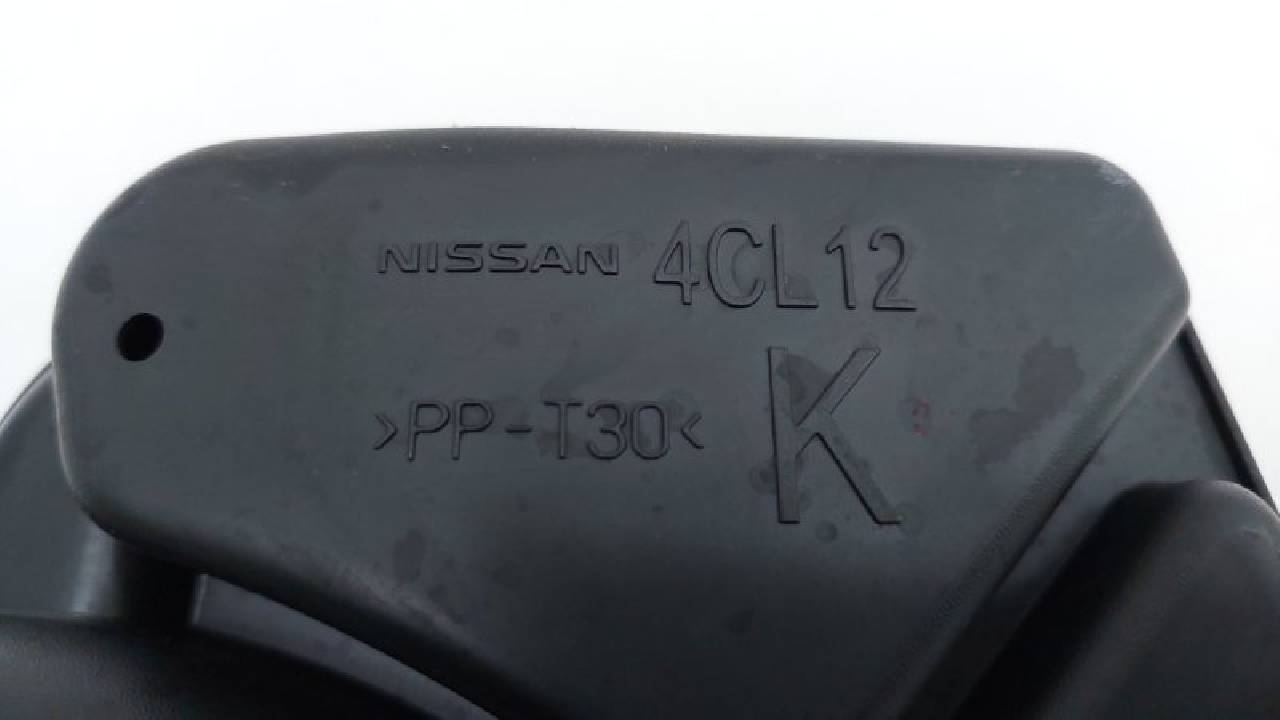 NISSAN 4CL12
>PP-T30<
K